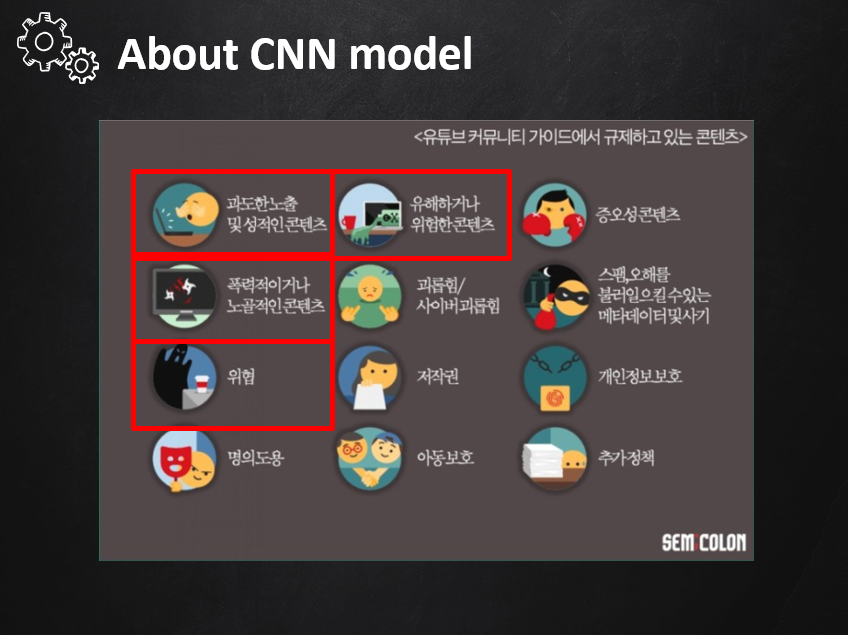 About CNN model
<유튜브 커뮤니티 가이드에서 규제하고 있는 콘텐츠>
과도한 노출
및 성적인 콘텐츠
유해하거나
위험한 콘텐츠
증오성 콘텐츠
폭력적이거나
노골적인 콘텐츠
괴롭힘/
사이버 괴롭힘
스팸, 오해를
불러일으킬 수 있는
메타데이터 및 사기
위협
저작권
개인정보 보호
명의 도용
아동 보호
추가 정책
SEM;COLON